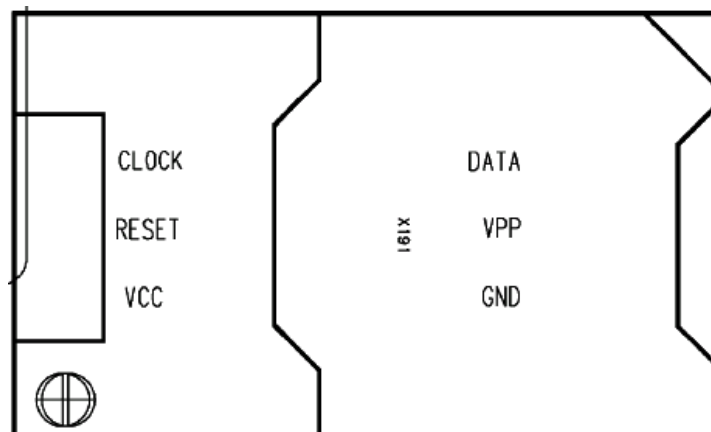 CLOCK
RESET
VCC
X191
DATA
VPP
GND